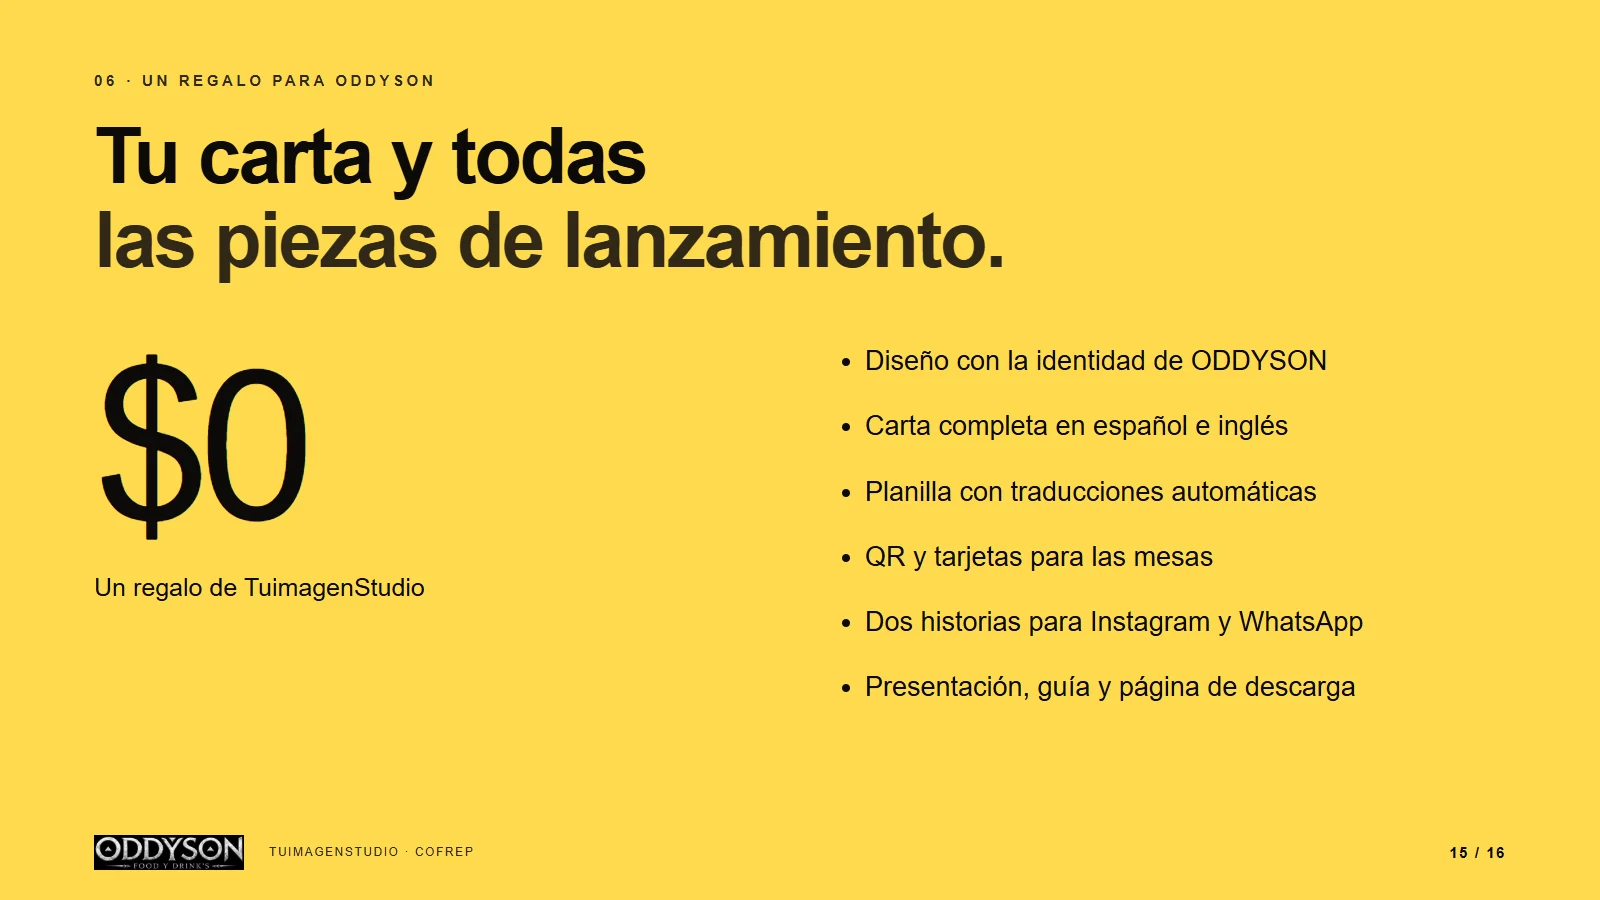 06 · UN REGALO PARA ODDYSON
Tu carta y todas
las piezas de lanzamiento.
$0
Un regalo de TuimagenStudio
• Diseño con la identidad de ODDYSON
• Carta completa en español e inglés
• Planilla con traducciones automáticas
• QR y tarjetas para las mesas
• Dos historias para Instagram y WhatsApp
• Presentación, guía y página de descarga
ODDYSON
FOOD Y DRINK'S
TUIMAGENSTUDIO · COFREP
15 / 16